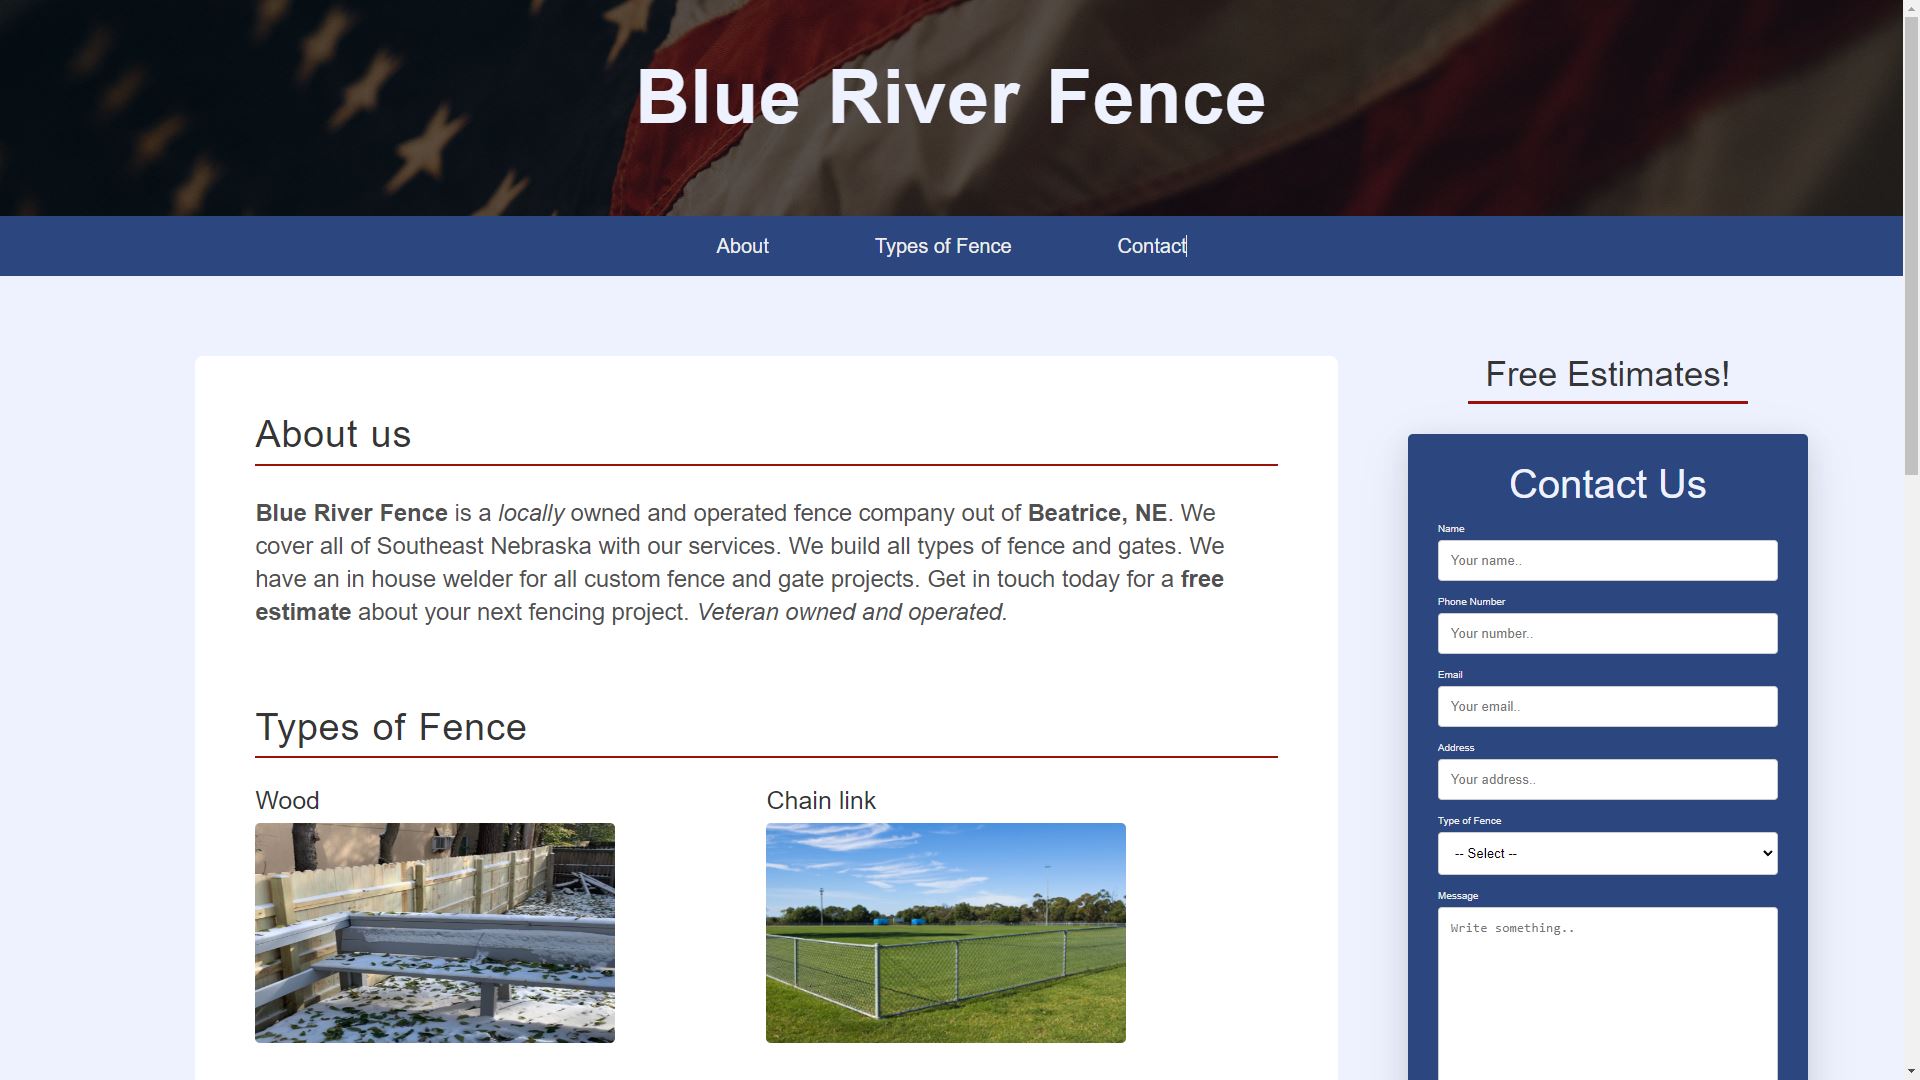 Blue River Fence
About
Types of Fence
Contact
About us
Blue River Fence is a locally owned and operated fence company out of Beatrice, NE. We
cover all of Southeast Nebraska with our services. We build all types of fence and gates. We
have an in house welder for all custom fence and gate projects. Get in touch today for a free
estimate about your next fencing project. Veteran owned and operated.
Types of Fence
Wood
Chain link
Free Estimates!
Contact Us
Name
Your name..
Phone Number
Your number..
Email
Your email..
Address
Your address..
Type of Fence
-- Select --
Message
Write something..